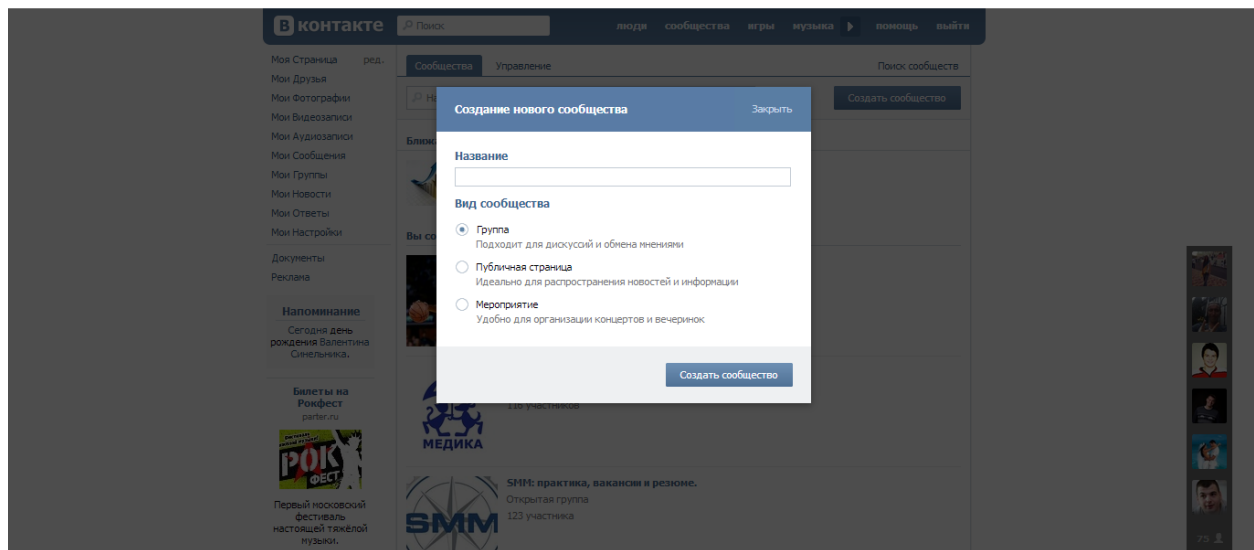 В контакте
Поиск
люди сообщества игры музыка помощь выйти
Моя Страница ред.
Мои Друзья
Мои Фотографии
Мои Видеозаписи
Мои Аудиозаписи
Мои Сообщения
Мои Группы
Мои Новости
Мои Ответы
Мои Настройки
Документы
Реклама
Напоминание
Сегодня день
рождения Валентина
Синельника.
Билеты на
Рокфест
parter.ru
РОК
ФЕСТ
Первый московский
фестиваль
настоящей тяжёлой
музыки.
Сообщества Управление Поиск сообществ
Создать сообщество
Создание нового сообщества Закрыть
Название
Вид сообщества
Группа
Подходит для дискуссий и обмена мнениями
Публичная страница
Идеально для распространения новостей и информации
Мероприятие
Удобно для организации концертов и вечеринок
Создать сообщество
116 участников
МЕДИКА
SMM: практика, вакансии и резюме.
Открытая группа
123 участника
SMM
75